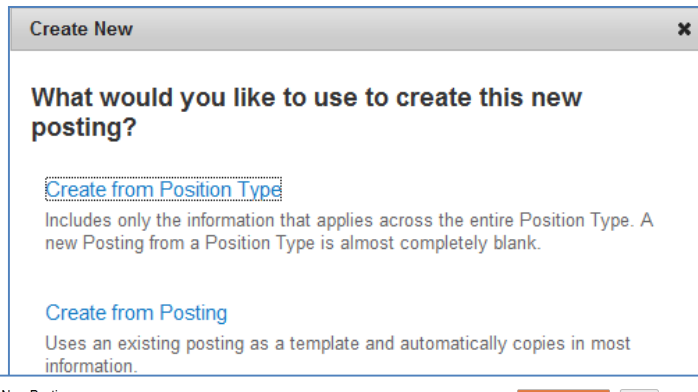 Create New
What would you like to use to create this new
posting?
Create from Position Type
Includes only the information that applies across the entire Position Type. A
new Posting from a Position Type is almost completely blank.
Create from Posting
Uses an existing posting as a template and automatically copies in most
information.
New Posting